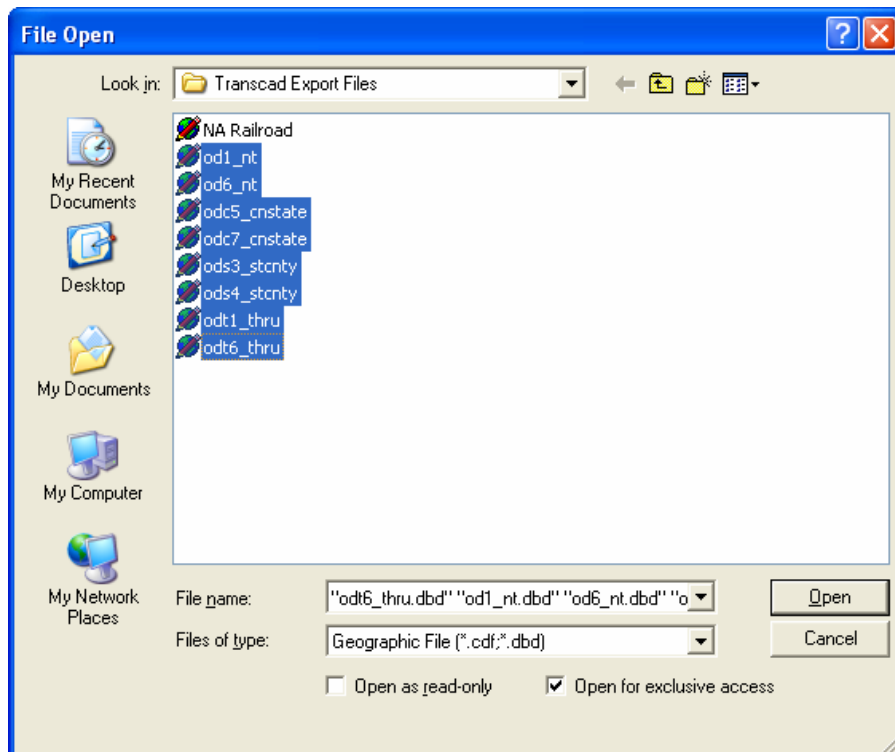 File Open
Look in:
Transcad Export Files
My Recent
Documents
Desktop
My Documents
My Computer
My Network
Places
NA Railroad
od1_nt
od6_nt
odc5_cnstate
odc7_cnstate
ods3_stcnty
ods4_stcnty
odt1_thru
odt6_thru
File name:
"odt6_thru.dbd" "od1_nt.dbd" "od6_nt.dbd" "o
Open
Files of type:
Geographic File (*.cdf;*.dbd)
Cancel
Open as read-only
Open for exclusive access